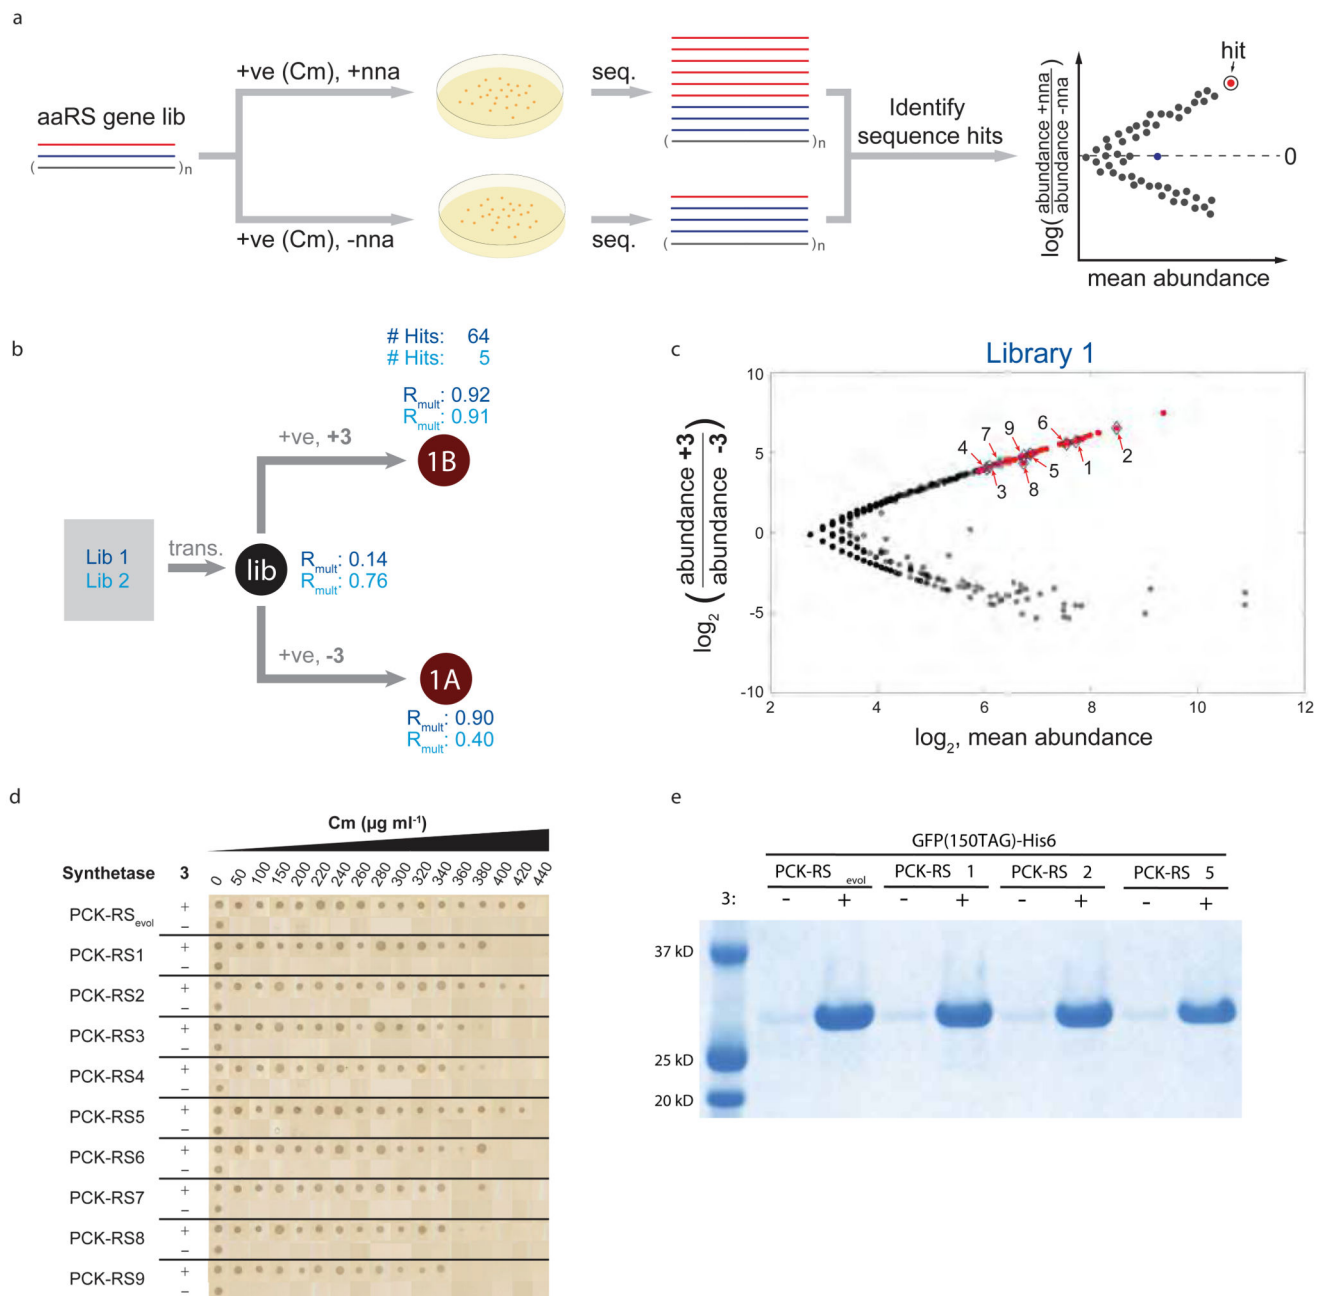 a
aaRS gene lib
( )n
+ve (Cm), +nna
+ve (Cm), -nna
seq.
seq.
( )n
( )n
Identify
sequence hits
hit
log( abundance +nna / abundance -nna )
0
mean abundance
b
# Hits: 64
# Hits: 5
Rmult: 0.92
Rmult: 0.91
+ve, +3
1B
Lib 1
Lib 2
trans.
lib
Rmult: 0.14
Rmult: 0.76
+ve, -3
1A
Rmult: 0.90
Rmult: 0.40
c
Library 1
log2 ( abundance +3 / abundance -3 )
10
5
0
-5
-10
4
7
9
6
3
8
5
1
2
2 4 6 8 10 12
log2, mean abundance
d
Cm (µg ml-1)
Synthetase 3 0 50 100 150 200 220 240 260 280 300 320 340 360 380 400 420 440
PCK-RSevol + −
PCK-RS1 + −
PCK-RS2 + −
PCK-RS3 + −
PCK-RS4 + −
PCK-RS5 + −
PCK-RS6 + −
PCK-RS7 + −
PCK-RS8 + −
PCK-RS9 + −
e
GFP(150TAG)-His6
PCK-RS evol PCK-RS 1 PCK-RS 2 PCK-RS 5
3: - + - + - + - +
37 kD
25 kD
20 kD